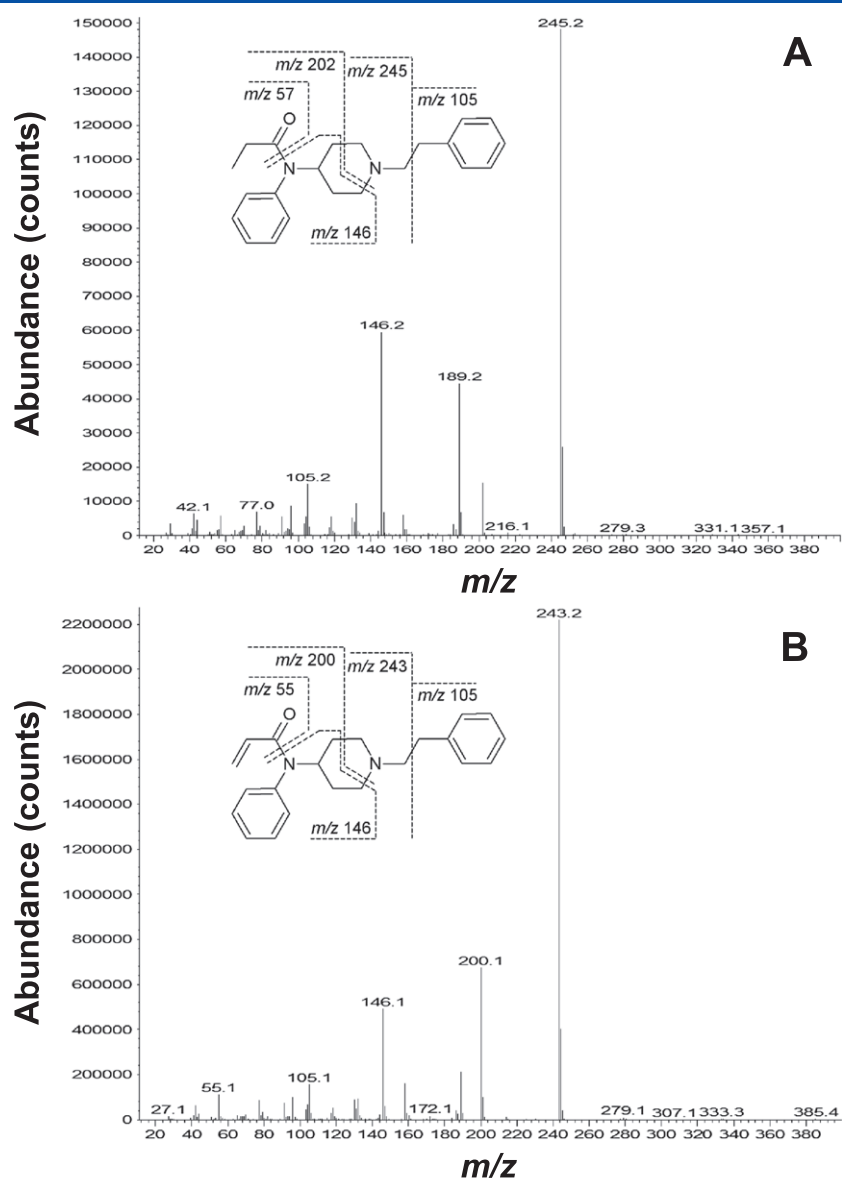 A
Abundance (counts)
150000
140000
130000
120000
110000
100000
90000
80000
70000
60000
50000
40000
30000
20000
10000
0
245.2
146.2
189.2
105.2
42.1
77.0
216.1
279.3
331.1
357.1
m/z 202
m/z 245
m/z 57
m/z 105
O
N
N
m/z 146
20 40 60 80 100 120 140 160 180 200 220 240 260 280 300 320 340 360 380
m/z
B
Abundance (counts)
2200000
2000000
1800000
1600000
1400000
1200000
1000000
800000
600000
400000
200000
0
243.2
200.1
146.1
105.1
55.1
27.1
172.1
279.1
307.1
333.3
385.4
m/z 200
m/z 243
m/z 55
m/z 105
O
N
N
m/z 146
20 40 60 80 100 120 140 160 180 200 220 240 260 280 300 320 340 360 380
m/z